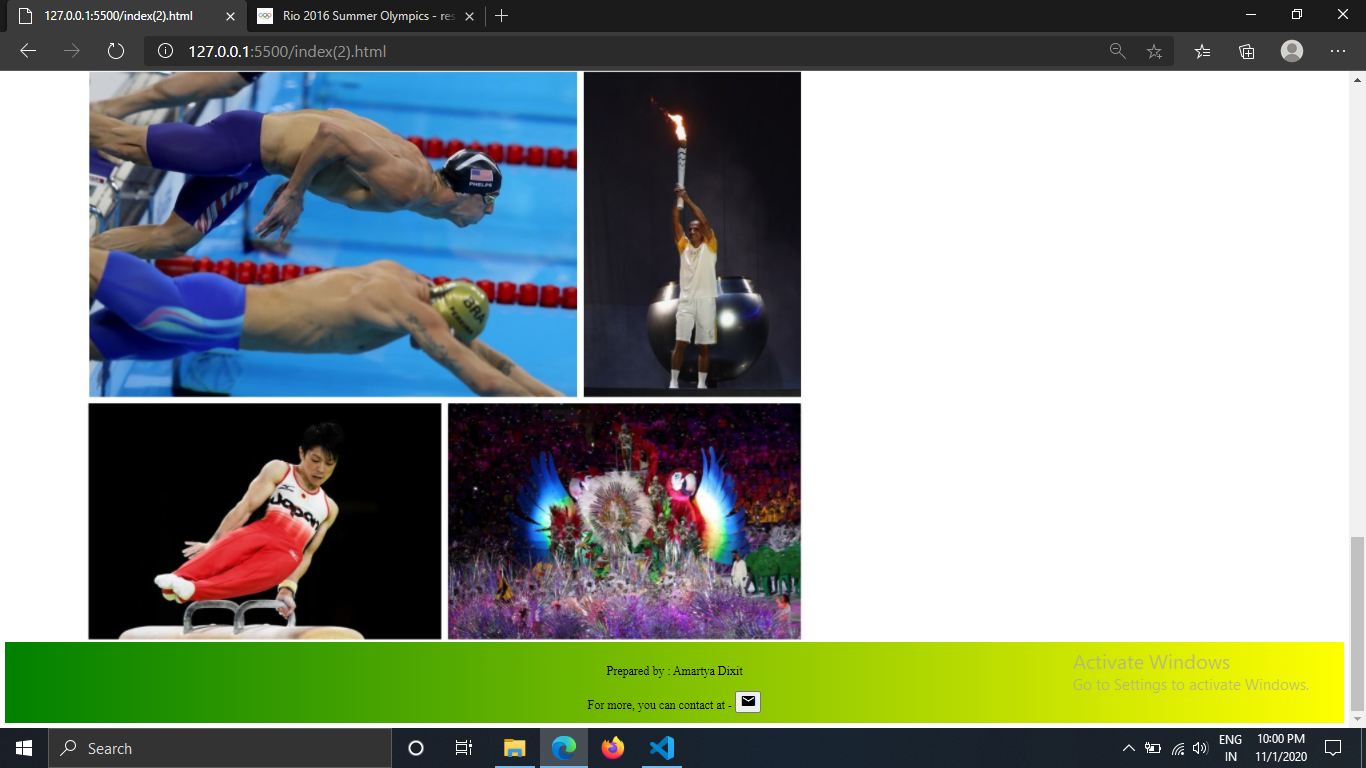 127.0.0.1:5500/index(2).html
Rio 2016 Summer Olympics - res
127.0.0.1:5500/index(2).html
PHELPS
BRA
Japan
Prepared by : Amartya Dixit
For more, you can contact at -
Activate Windows
Go to Settings to activate Windows.
Search
ENG
IN
10:00 PM
11/1/2020